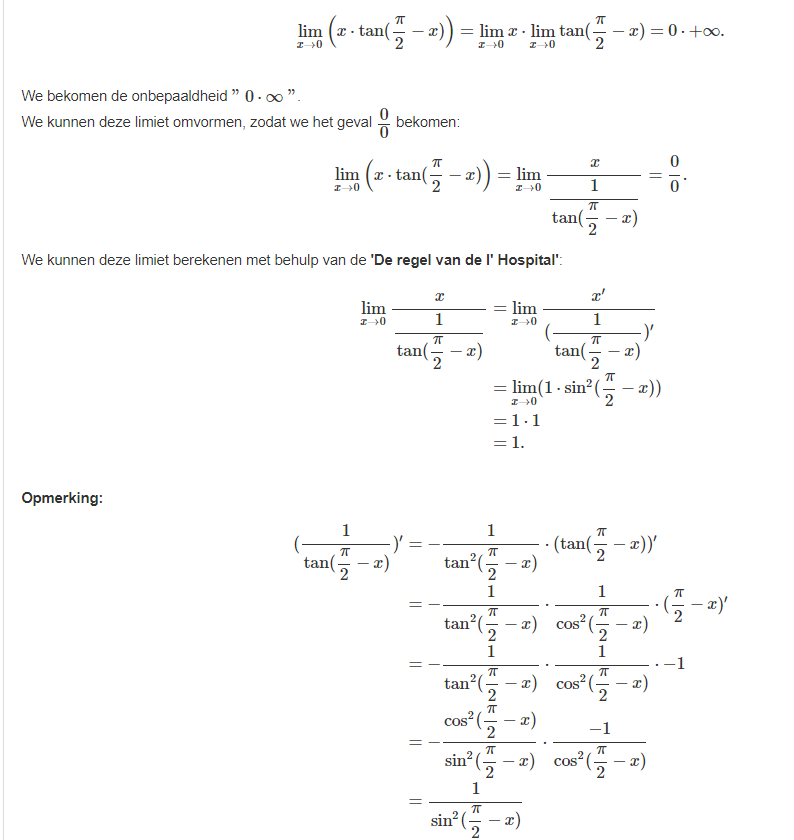 $\lim_{x \to 0} \left( x \cdot \tan(\frac{\pi}{2} - x) \right) = \lim_{x \to 0} x \cdot \lim_{x \to 0} \tan(\frac{\pi}{2} - x) = 0 \cdot +\infty.$
We bekomen de onbepaaldheid ” $0 \cdot \infty$ ”.
We kunnen deze limiet omvormen, zodat we het geval $\frac{0}{0}$ bekomen:
$\lim_{x \to 0} \left( x \cdot \tan(\frac{\pi}{2} - x) \right) = \lim_{x \to 0} \frac{x}{\frac{1}{\tan(\frac{\pi}{2} - x)}} = \frac{0}{0}.$
We kunnen deze limiet berekenen met behulp van de 'De regel van de l' Hospital':
$\lim_{x \to 0} \frac{x}{\frac{1}{\tan(\frac{\pi}{2} - x)}} = \lim_{x \to 0} \frac{x'}{(\frac{1}{\tan(\frac{\pi}{2} - x)})'}$
$= \lim_{x \to 0} (1 \cdot \sin^2(\frac{\pi}{2} - x))$
$= 1 \cdot 1$
$= 1.$
Opmerking:
$(\frac{1}{\tan(\frac{\pi}{2} - x)})' = -\frac{1}{\tan^2(\frac{\pi}{2} - x)} \cdot (\tan(\frac{\pi}{2} - x))'$
$= -\frac{1}{\tan^2(\frac{\pi}{2} - x)} \cdot \frac{1}{\cos^2(\frac{\pi}{2} - x)} \cdot (\frac{\pi}{2} - x)'$
$= -\frac{1}{\tan^2(\frac{\pi}{2} - x)} \cdot \frac{1}{\cos^2(\frac{\pi}{2} - x)} \cdot -1$
$= -\frac{\cos^2(\frac{\pi}{2} - x)}{\sin^2(\frac{\pi}{2} - x)} \cdot \frac{-1}{\cos^2(\frac{\pi}{2} - x)}$
$= \frac{1}{\sin^2(\frac{\pi}{2} - x)}$